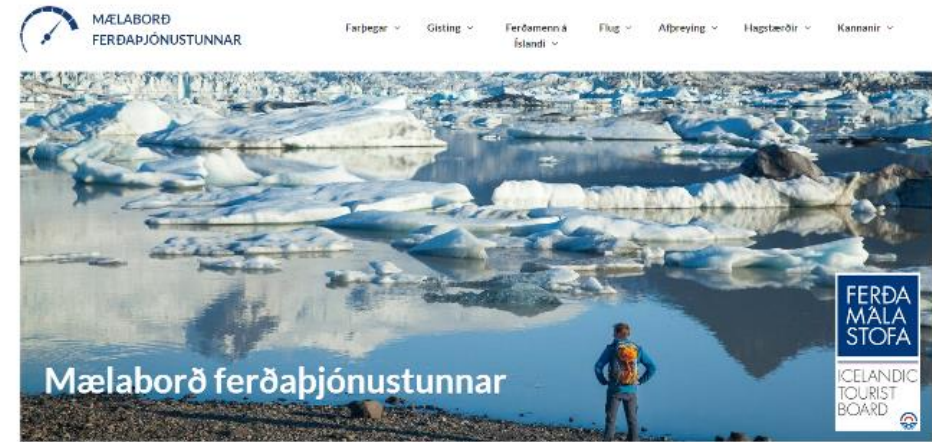 MÆLABORÐ
FERÐAÞJÓNUSTUNNAR
Farþegar
Gisting
Ferðamenn á
Íslandi
Flug
Afþreying
Hagstærðir
Kannanir
FERÐA
MÁLA
STOFA
ICELANDIC
TOURIST
BOARD
Mælaborð ferðaþjónustunnar